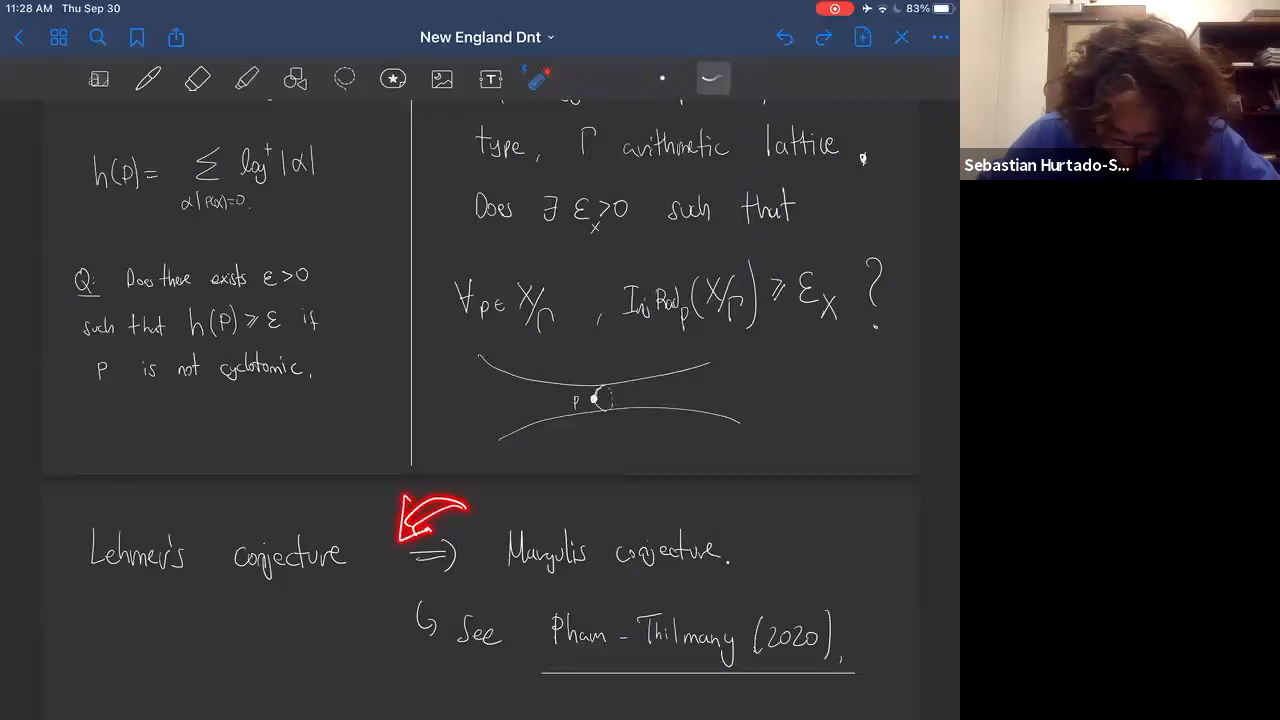 11:28 AM Thu Sep 30
83%
New England Dnt
h(P) = ∑ log⁺ |α|
α | P(α)=0.
Q: Does there exists ε > 0
such that h(P) ⩾ ε if
P is not cyclotomic.
type, Γ arithmetic lattice.
Does ∃ ε_X > 0 such that
∀ p ∈ X/Γ , InjRad_p(X/Γ) ⩾ ε_X ?
P
Lehmer's conjecture ⇒ Margulis conjecture.
↳ See Pham - Thilmany (2020).
Sebastian Hurtado-S...